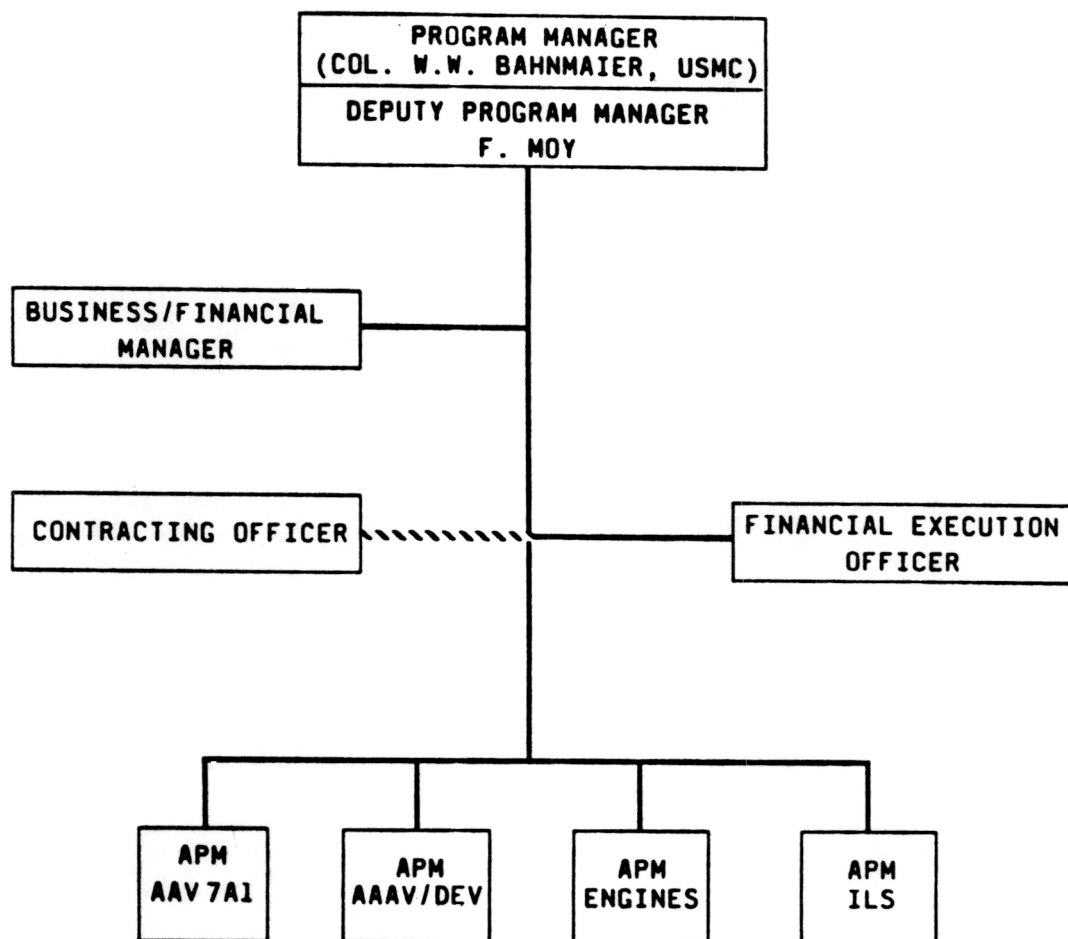 PROGRAM MANAGER
(COL. W.W. BAHNMAIER, USMC)
DEPUTY PROGRAM MANAGER
F. MOY
BUSINESS/FINANCIAL
MANAGER
CONTRACTING OFFICER
FINANCIAL EXECUTION
OFFICER
APM
AAV 7A1
APM
AAAV/DEV
APM
ENGINES
APM
ILS